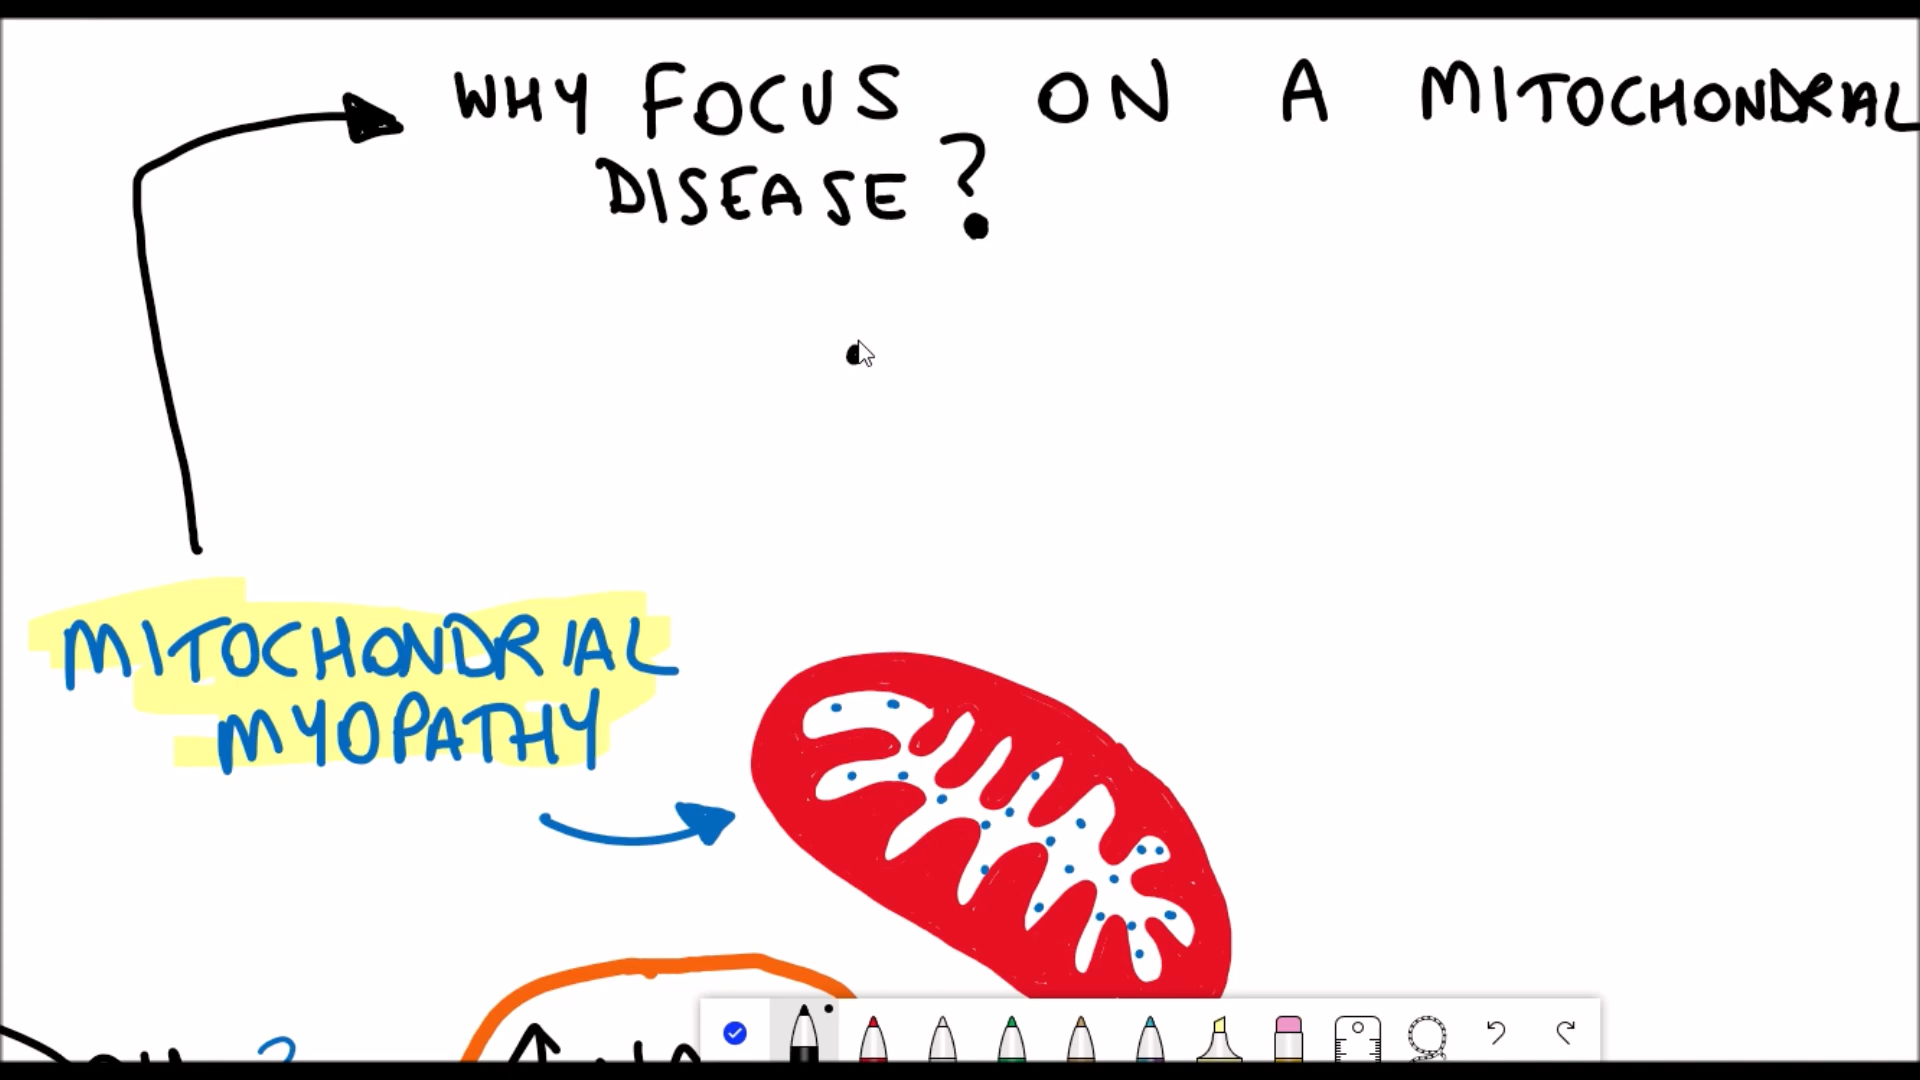 WHY FOCUS ON A MITOCHONDRIAL
DISEASE?
MITOCHONDRIAL
MYOPATHY